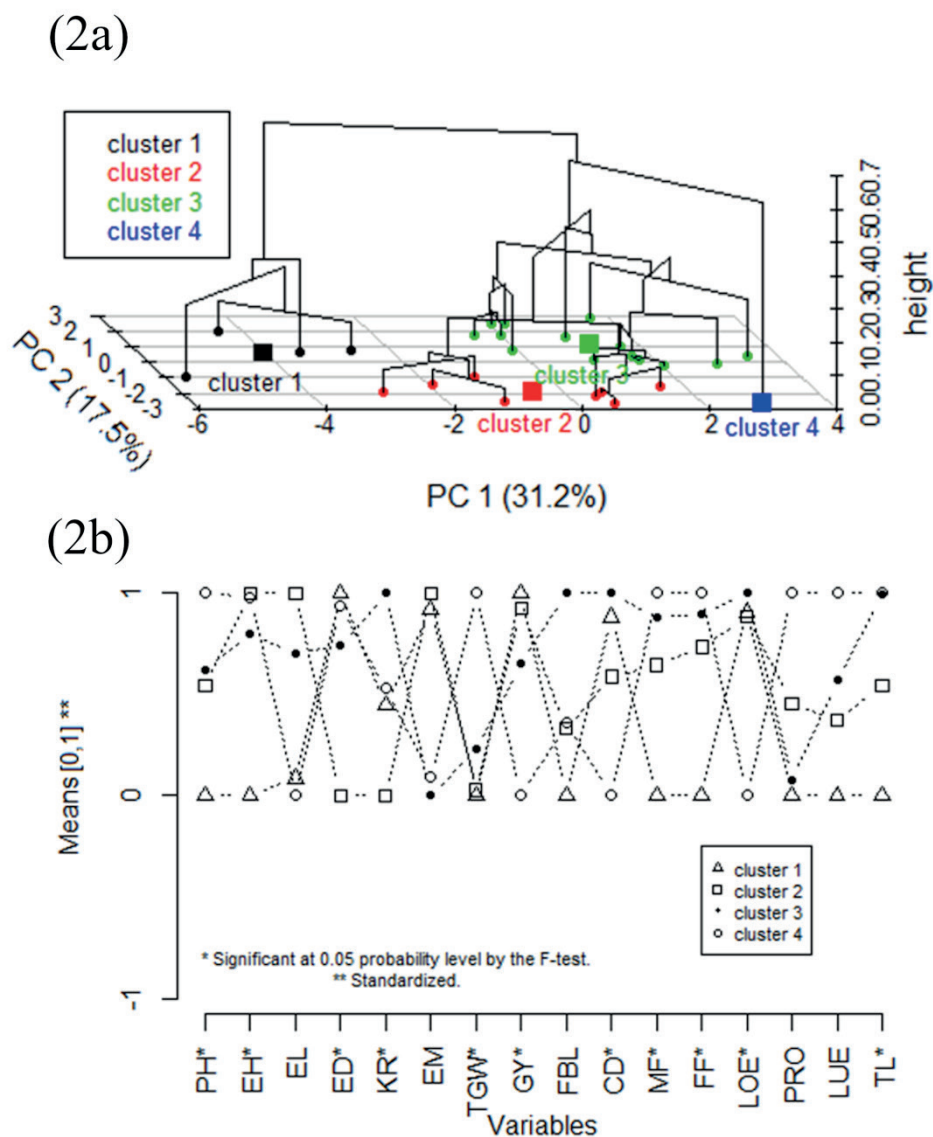 (2a)
cluster 1
cluster 2
cluster 3
cluster 4
0.00.10.20.30.40.50.60.7
height
3
2
1
0
-1
-2
-3
PC 2 (17.5%)
cluster 1
cluster 3
cluster 2
cluster 4
-6 -4 -2 0 2 4
PC 1 (31.2%)
(2b)
1
0
-1
Means [0,1] **
cluster 1
cluster 2
cluster 3
cluster 4
* Significant at 0.05 probability level by the F-test.
** Standardized.
PH* EH* EL ED* KR* EM TGW* GY* FBL CD* MF* FF* LOE* PRO LUE TL*
Variables